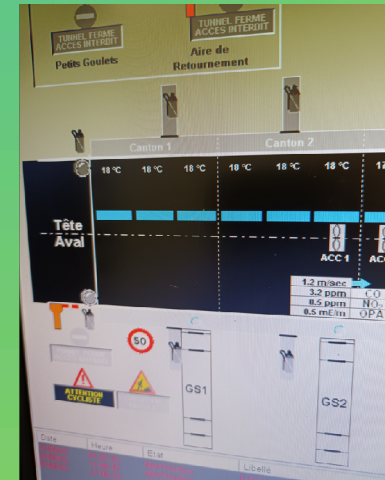 TUNNEL FERME
ACCES INTERDIT
Petits Goulets
TUNNEL FERME
ACCES INTERDIT
Aire de
Retournement
Canton 1
Canton 2
18 °C 18 °C 18 °C 18 °C 18 °C 18 °C
Tête
Aval
ACC 1
1.2 m/sec
3.2 ppm CO
0.5 ppm NO
0.5 mE/m OPA
50
ATTENTION
CYCLISTE
GS1
GS2
Date Heure Etat Libellé